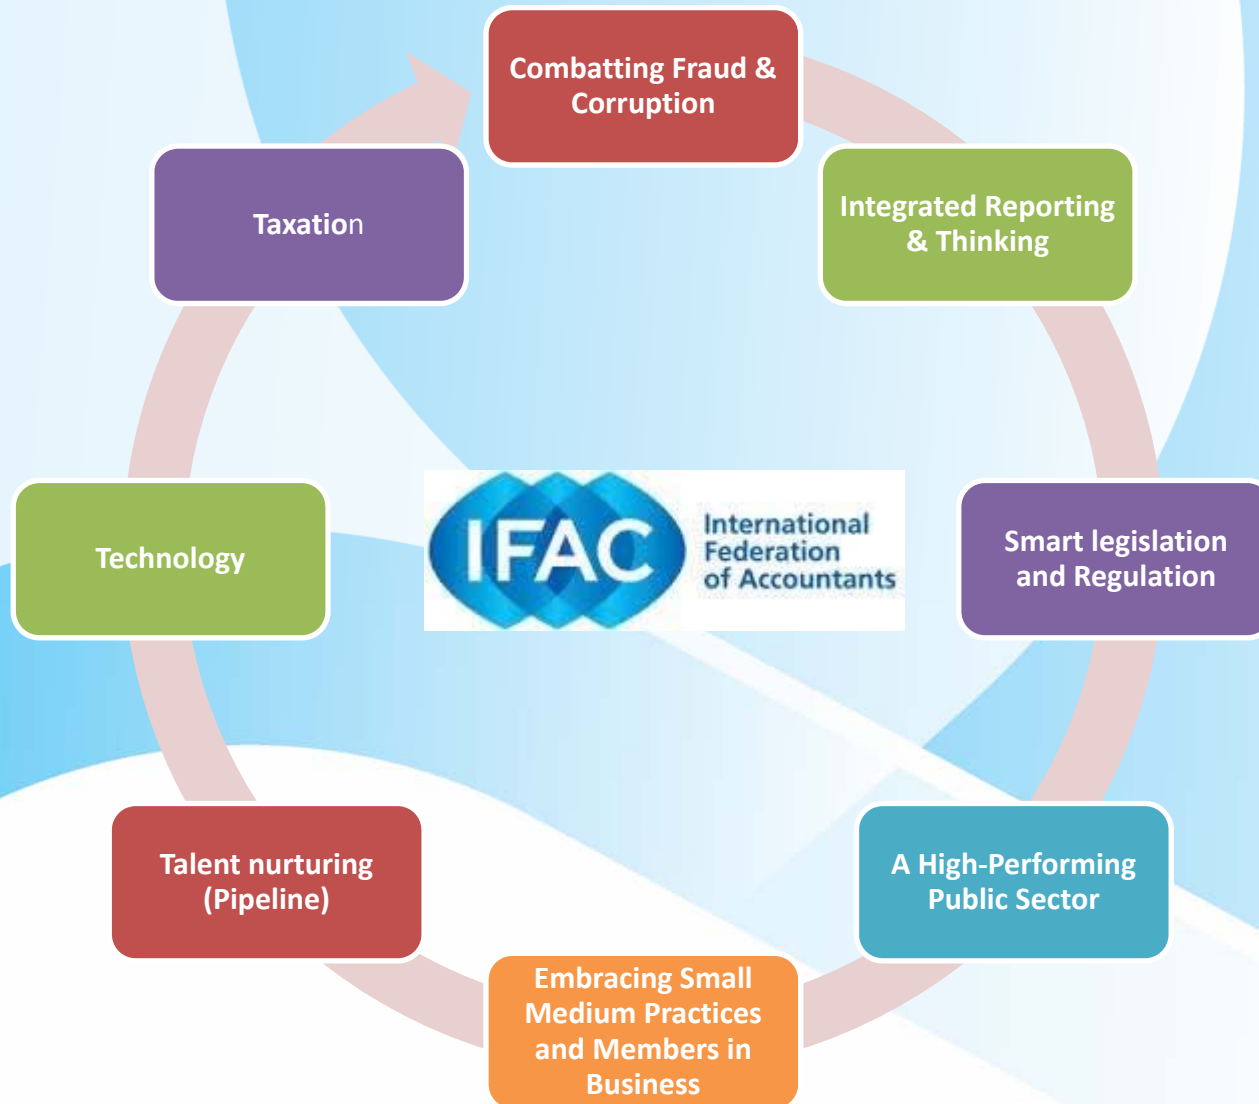 Combatting Fraud &
Corruption
Integrated Reporting
& Thinking
Smart legislation
and Regulation
A High-Performing
Public Sector
Embracing Small
Medium Practices
and Members in
Business
Talent nurturing
(Pipeline)
Technology
Taxation
IFAC
International
Federation
of Accountants